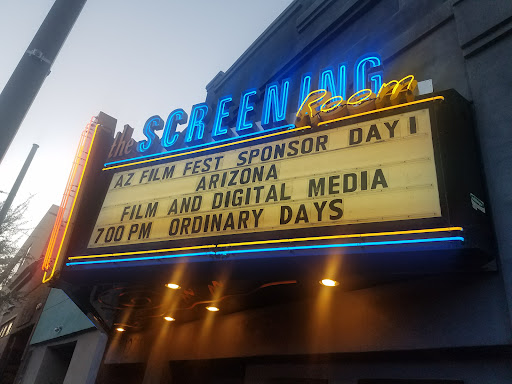 the SCREENING Room
AZ FILM FEST SPONSOR DAY 1
ARIZONA
FILM AND DIGITAL MEDIA
7:00 PM ORDINARY DAYS